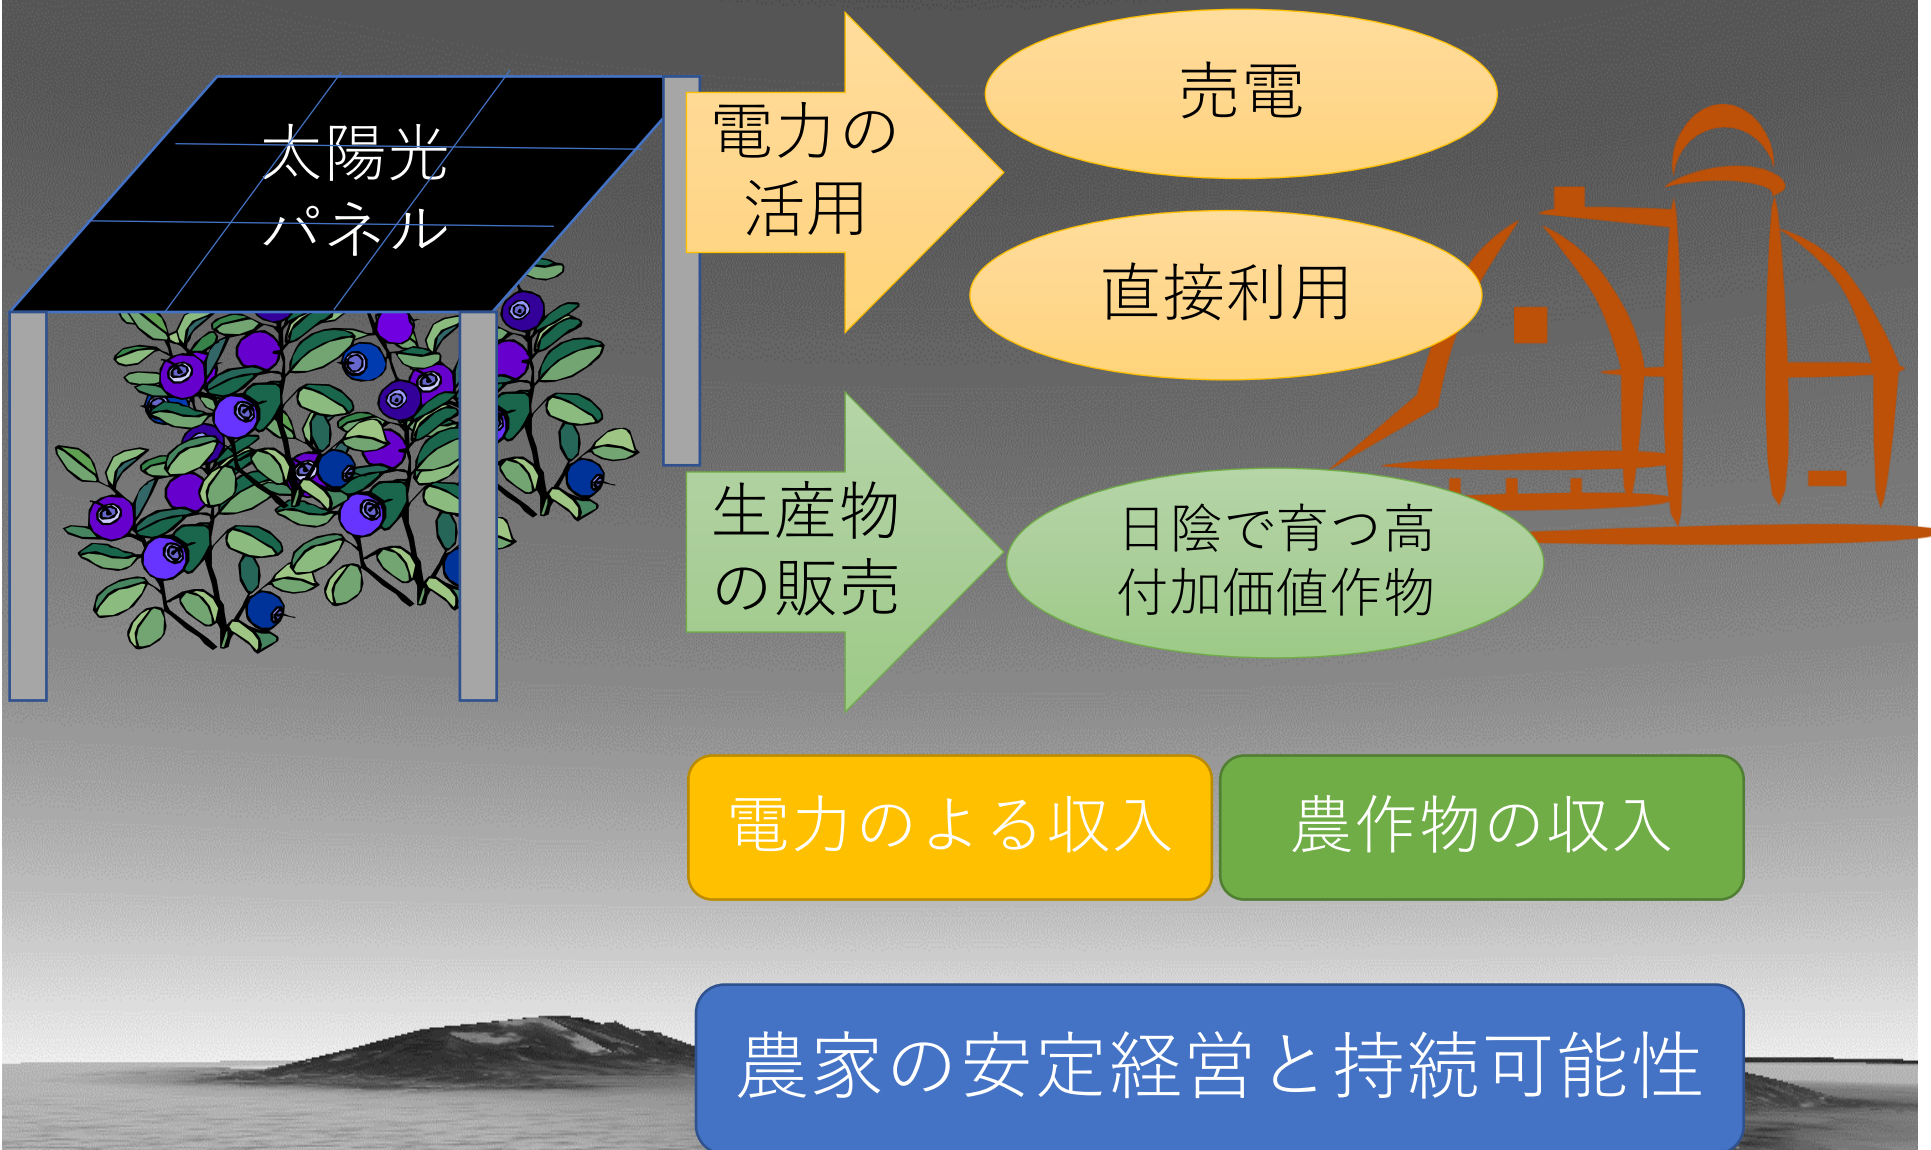 太陽光
パネル
電力の
活用
売電
直接利用
生産物
の販売
日陰で育つ高
付加価値作物
電力のよる収入
農作物の収入
農家の安定経営と持続可能性